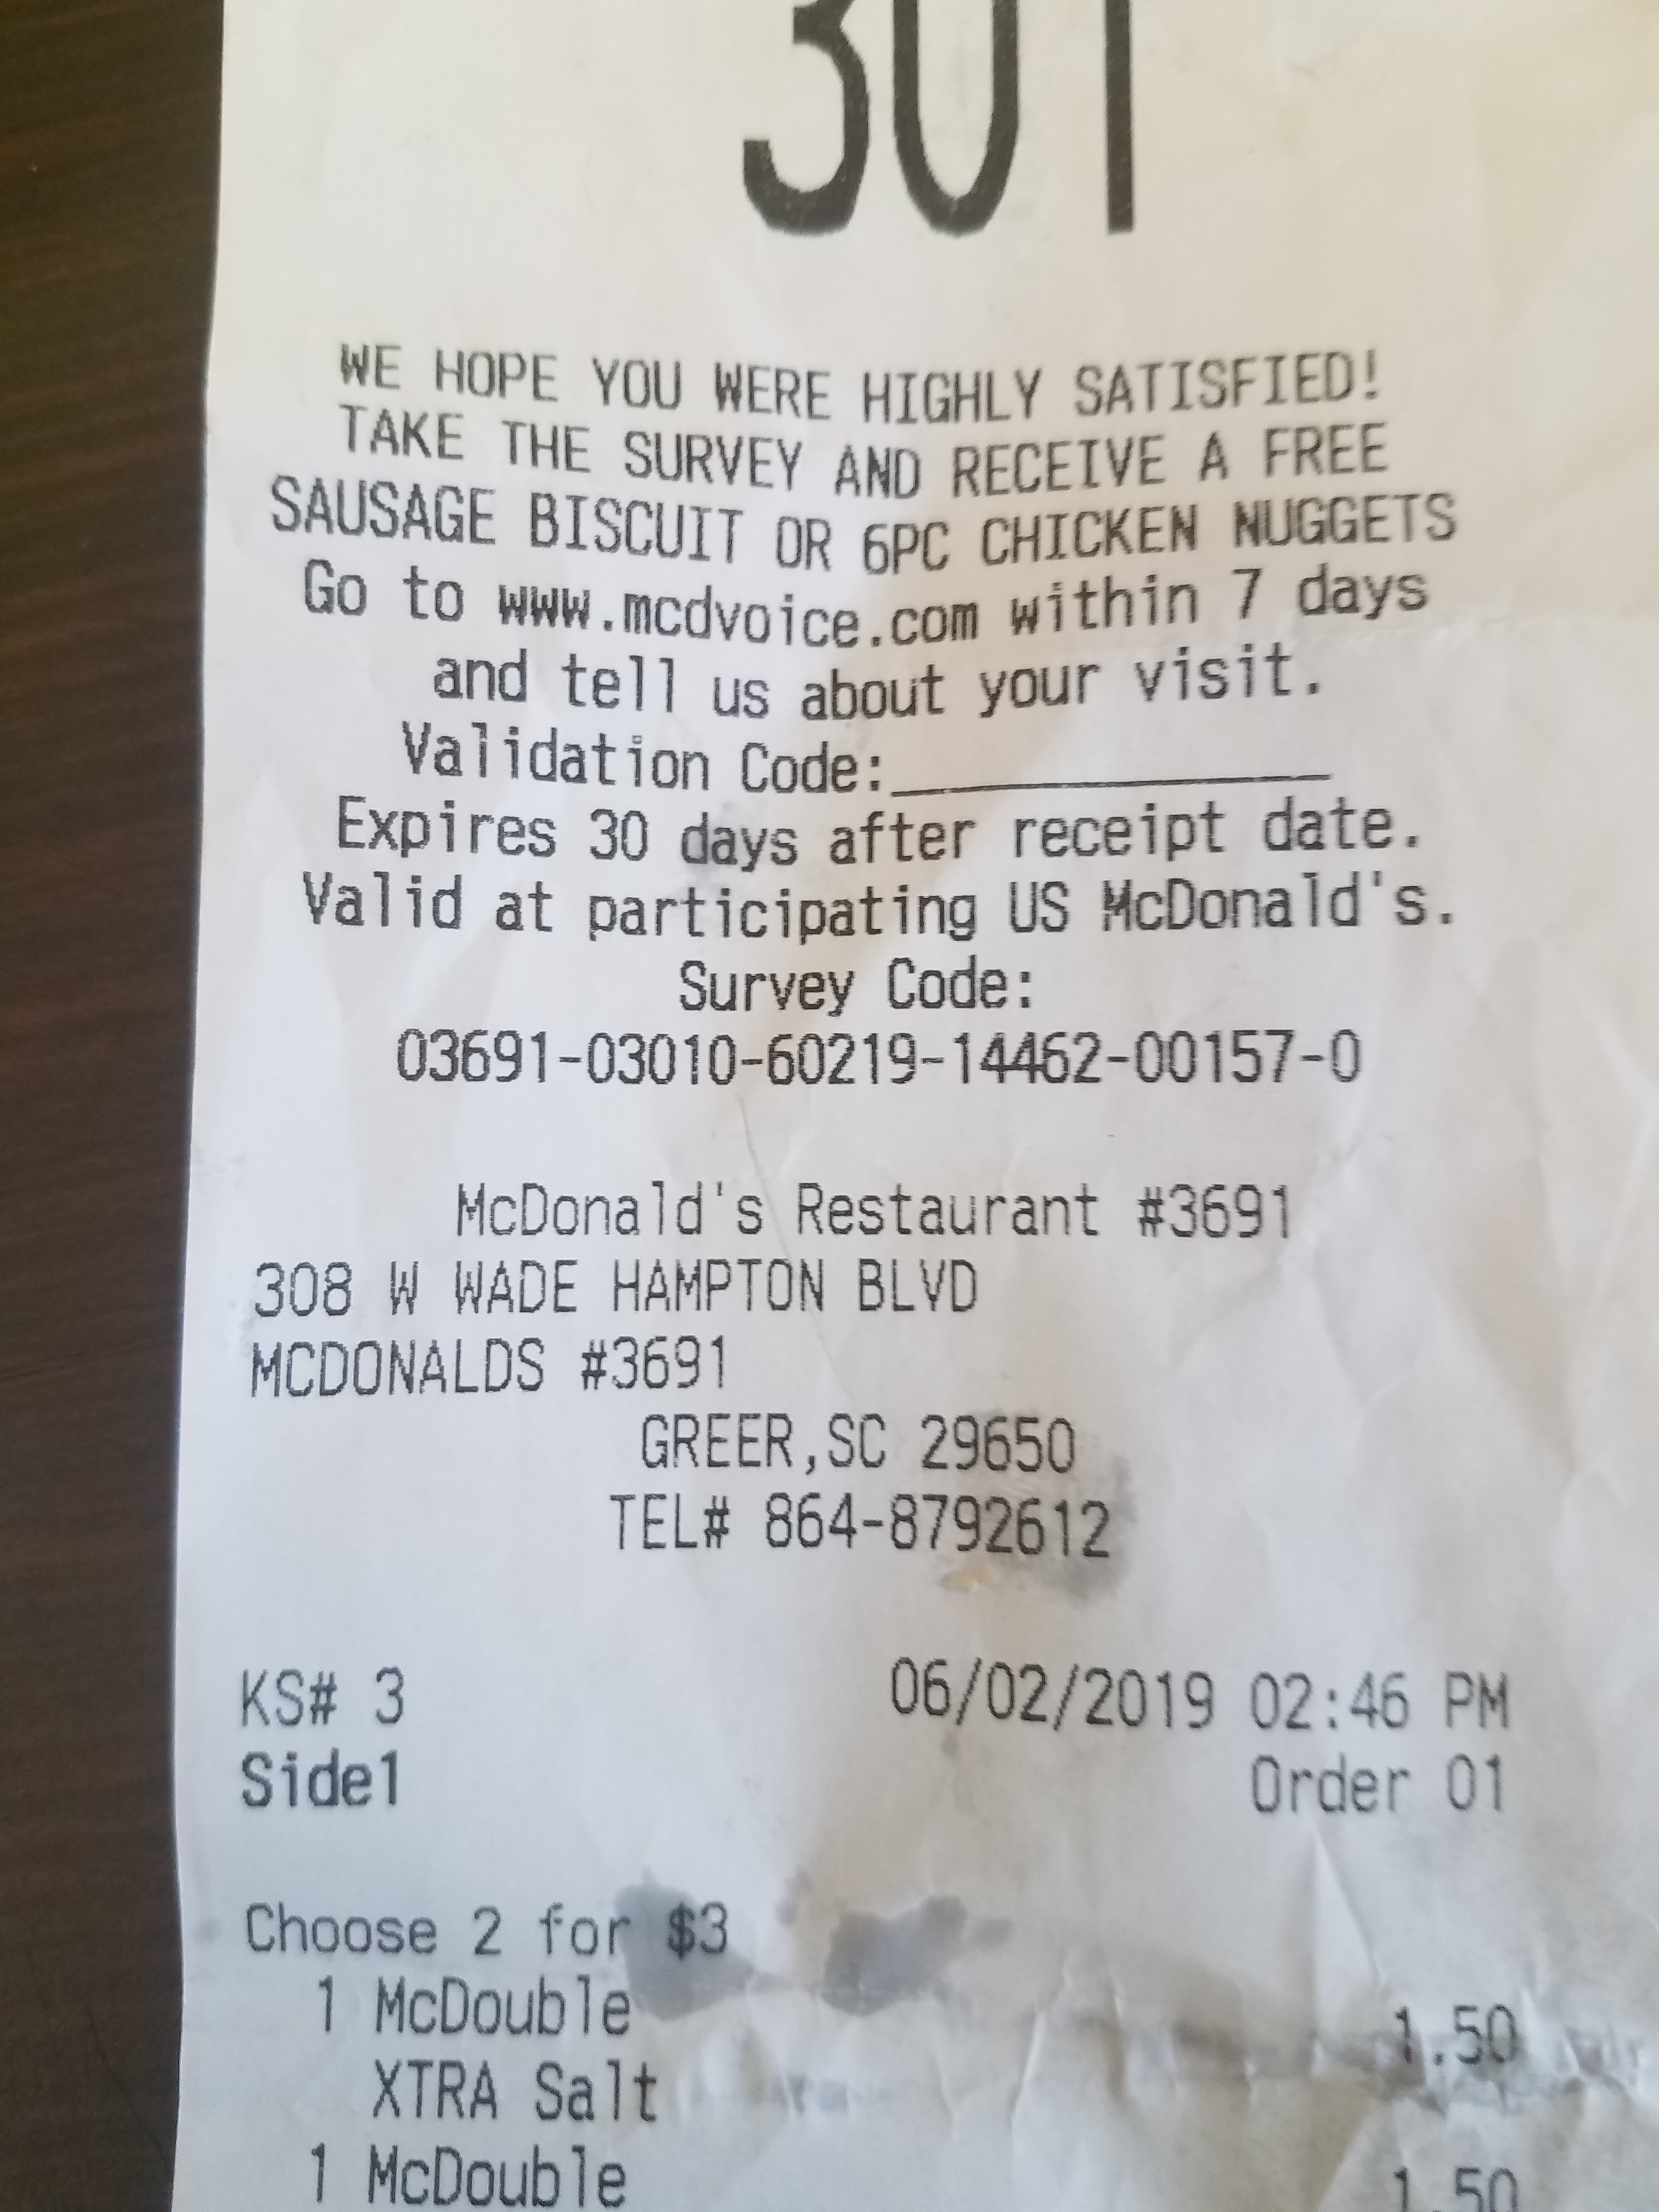 301
WE HOPE YOU WERE HIGHLY SATISFIED!
TAKE THE SURVEY AND RECEIVE A FREE
SAUSAGE BISCUIT OR 6PC CHICKEN NUGGETS
Go to www.mcdvoice.com within 7 days
and tell us about your visit.
Validation Code:____________
Expires 30 days after receipt date.
Valid at participating US McDonald's.
Survey Code:
03691-03010-60219-14462-00157-0
McDonald's Restaurant #3691
308 W WADE HAMPTON BLVD
MCDONALDS #3691
GREER,SC 29650
TEL# 864-8792612
KS# 3 06/02/2019 02:46 PM
Side1 Order 01
Choose 2 for $3
1 McDouble 1.50
XTRA Salt
1 McDouble 1.50